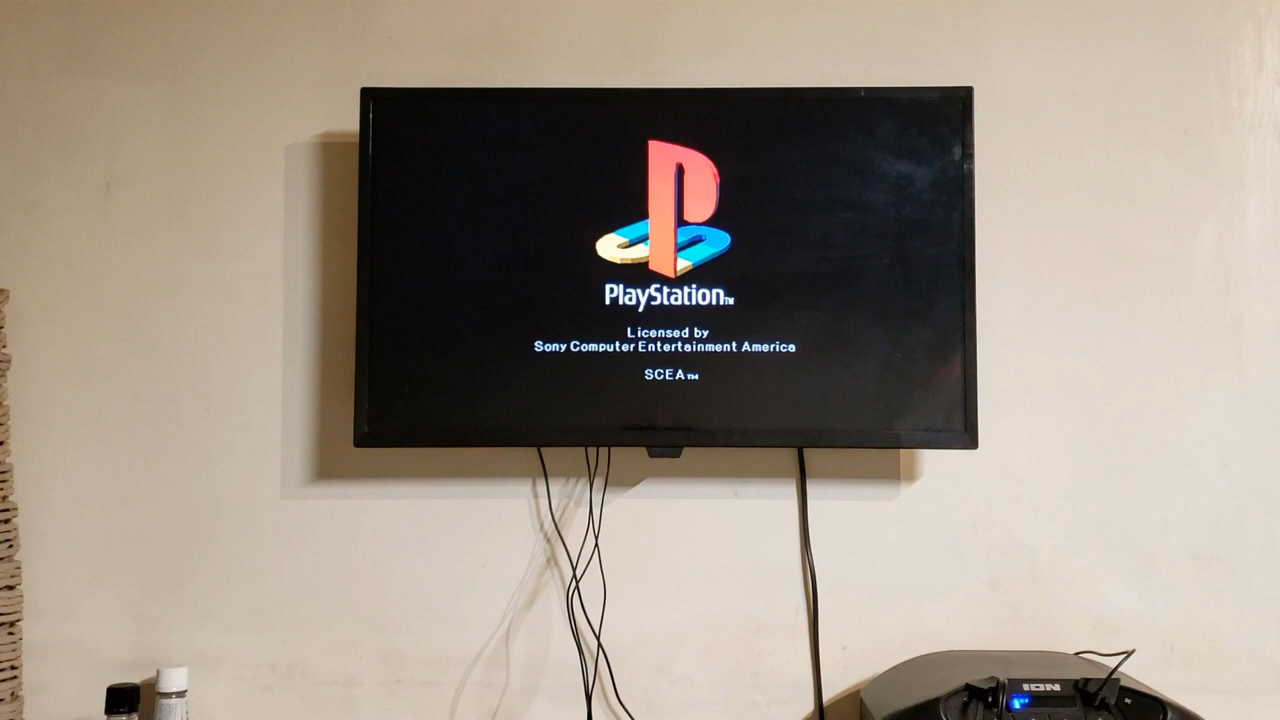 PlayStation™
Licensed by
Sony Computer Entertainment America
SCEA™
ION